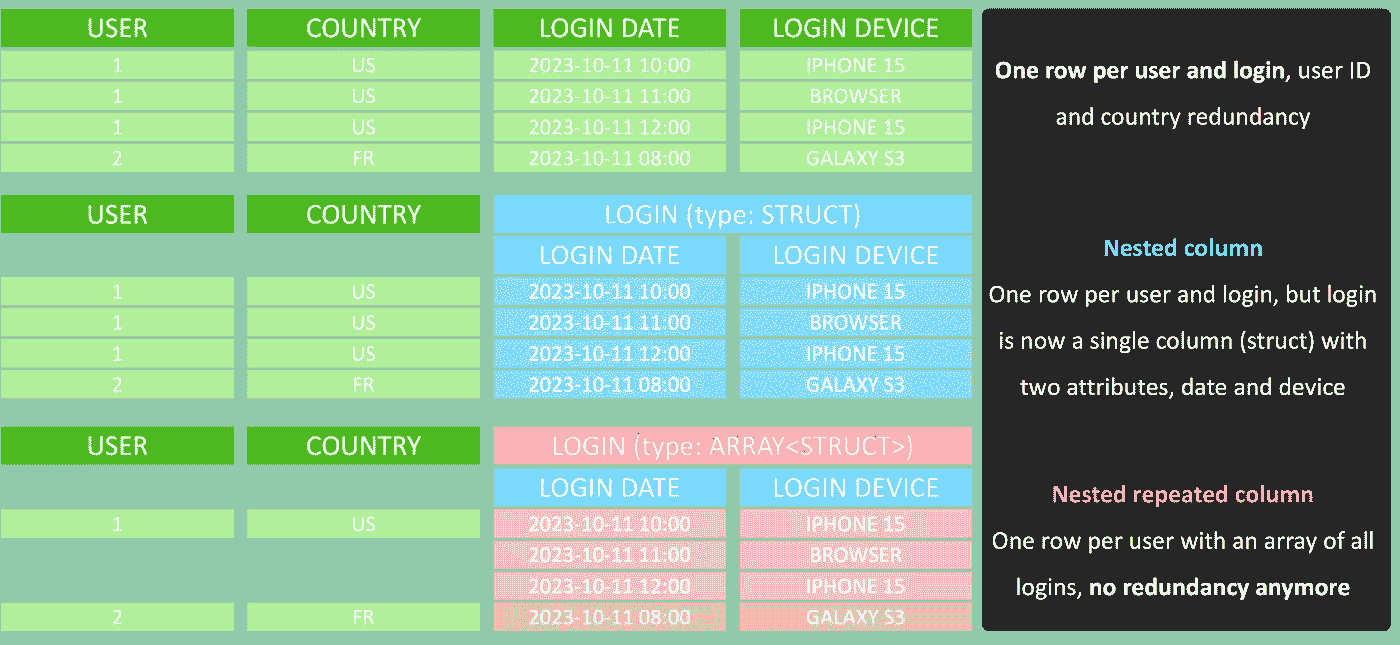 USER COUNTRY LOGIN DATE LOGIN DEVICE
1 US 2023-10-11 10:00 IPHONE 15
1 US 2023-10-11 11:00 BROWSER
1 US 2023-10-11 12:00 IPHONE 15
2 FR 2023-10-11 08:00 GALAXY S3
One row per user and login, user ID
and country redundancy
USER COUNTRY LOGIN (type: STRUCT)
LOGIN DATE LOGIN DEVICE
1 US 2023-10-11 10:00 IPHONE 15
1 US 2023-10-11 11:00 BROWSER
1 US 2023-10-11 12:00 IPHONE 15
2 FR 2023-10-11 08:00 GALAXY S3
Nested column
One row per user and login, but login
is now a single column (struct) with
two attributes, date and device
USER COUNTRY LOGIN (type: ARRAY<STRUCT>)
LOGIN DATE LOGIN DEVICE
1 US 2023-10-11 10:00 IPHONE 15
2023-10-11 11:00 BROWSER
2023-10-11 12:00 IPHONE 15
2 FR 2023-10-11 08:00 GALAXY S3
Nested repeated column
One row per user with an array of all
logins, no redundancy anymore